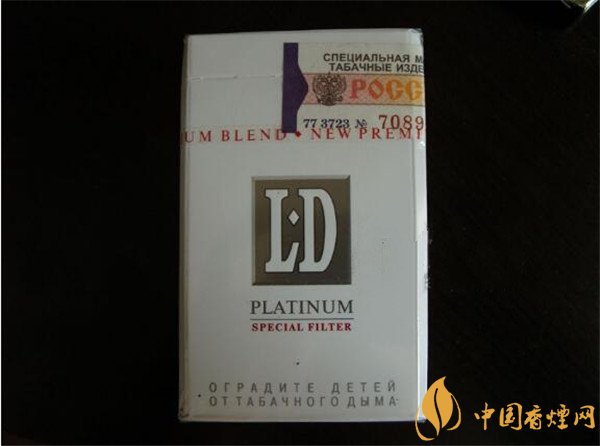 СПЕЦИАЛЬНАЯ М
ТАБАЧНЫЕ ИЗДЕ
РОСС
77 3723 № 7089
UM BLEND • NEW PREMI
L·D
PLATINUM
SPECIAL FILTER
ОГРАДИТЕ ДЕТЕЙ
ОТ ТАБАЧНОГО ДЫМА
中国香烟网